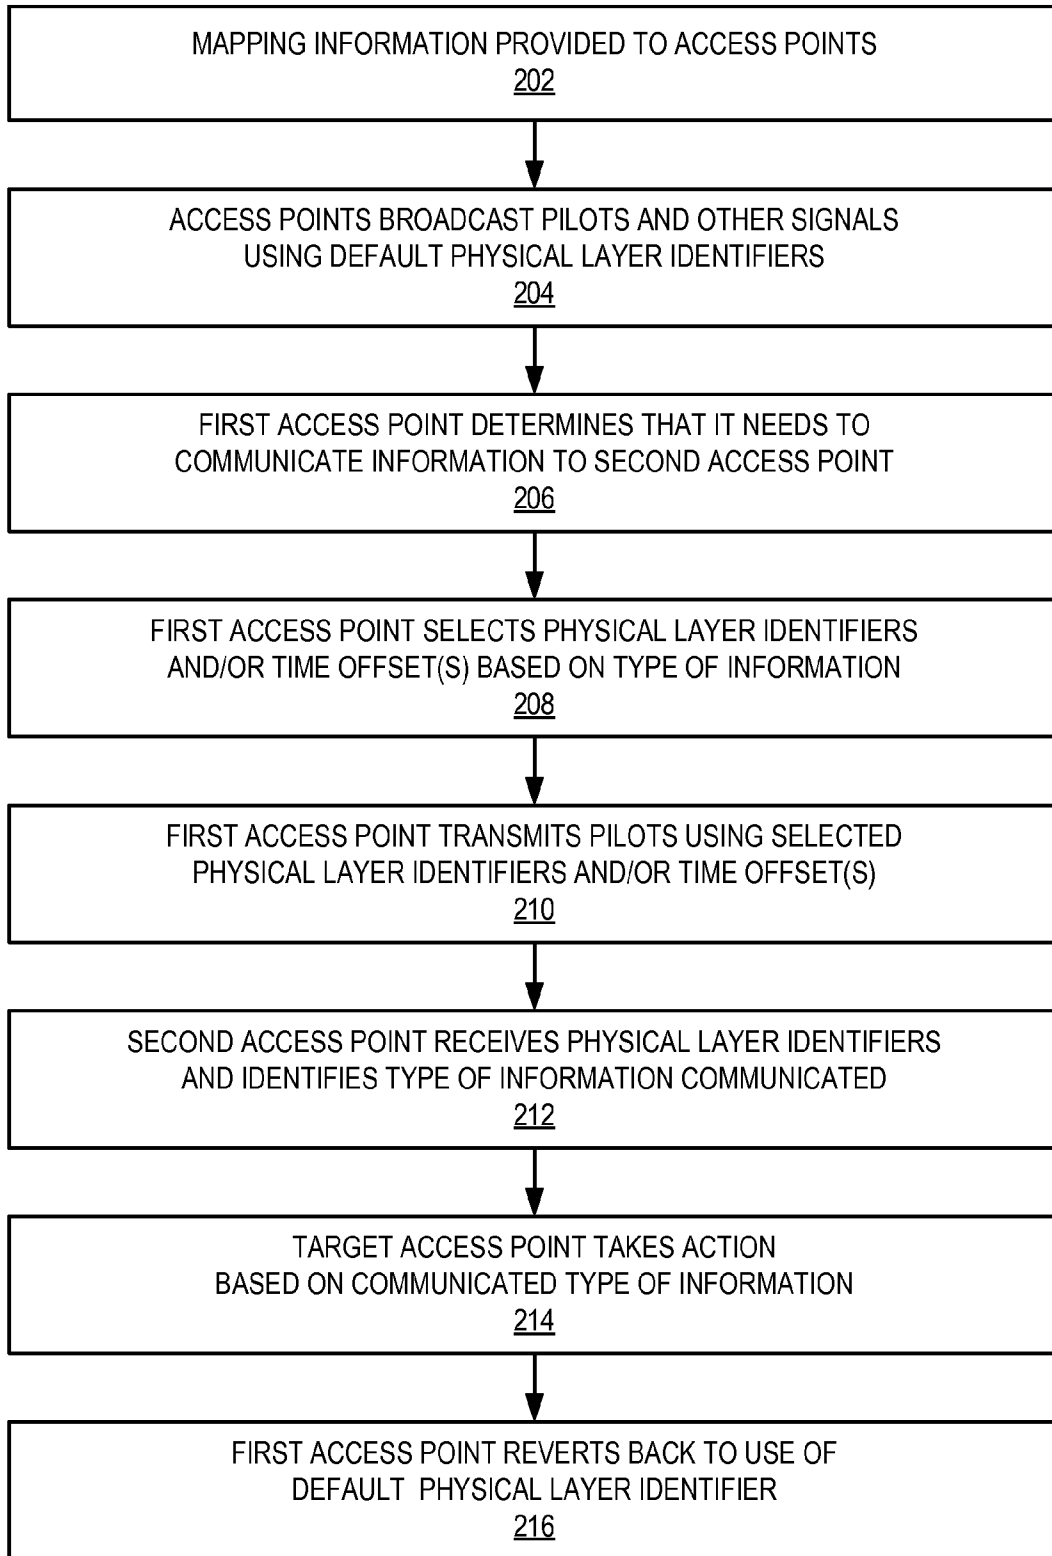 MAPPING INFORMATION PROVIDED TO ACCESS POINTS
202
ACCESS POINTS BROADCAST PILOTS AND OTHER SIGNALS
USING DEFAULT PHYSICAL LAYER IDENTIFIERS
204
FIRST ACCESS POINT DETERMINES THAT IT NEEDS TO
COMMUNICATE INFORMATION TO SECOND ACCESS POINT
206
FIRST ACCESS POINT SELECTS PHYSICAL LAYER IDENTIFIERS
AND/OR TIME OFFSET(S) BASED ON TYPE OF INFORMATION
208
FIRST ACCESS POINT TRANSMITS PILOTS USING SELECTED
PHYSICAL LAYER IDENTIFIERS AND/OR TIME OFFSET(S)
210
SECOND ACCESS POINT RECEIVES PHYSICAL LAYER IDENTIFIERS
AND IDENTIFIES TYPE OF INFORMATION COMMUNICATED
212
TARGET ACCESS POINT TAKES ACTION
BASED ON COMMUNICATED TYPE OF INFORMATION
214
FIRST ACCESS POINT REVERTS BACK TO USE OF
DEFAULT PHYSICAL LAYER IDENTIFIER
216